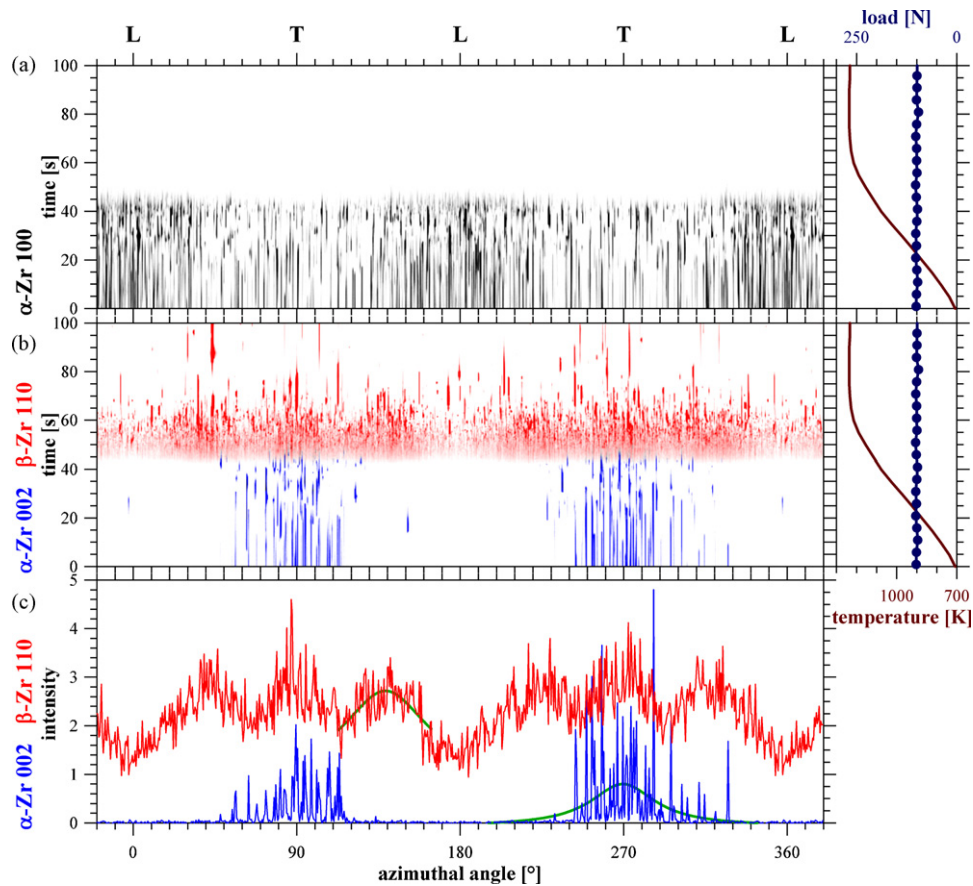 L T L T L
load [N]
250 0
(a)
100
80
60
40
20
0
time [s]
α-Zr 100
(b)
100
80
60
40
20
0
time [s]
α-Zr 002 β-Zr 110
1000 700
temperature [K]
(c)
5
4
3
2
1
0
intensity
α-Zr 002 β-Zr 110
0 90 180 270 360
azimuthal angle [°]